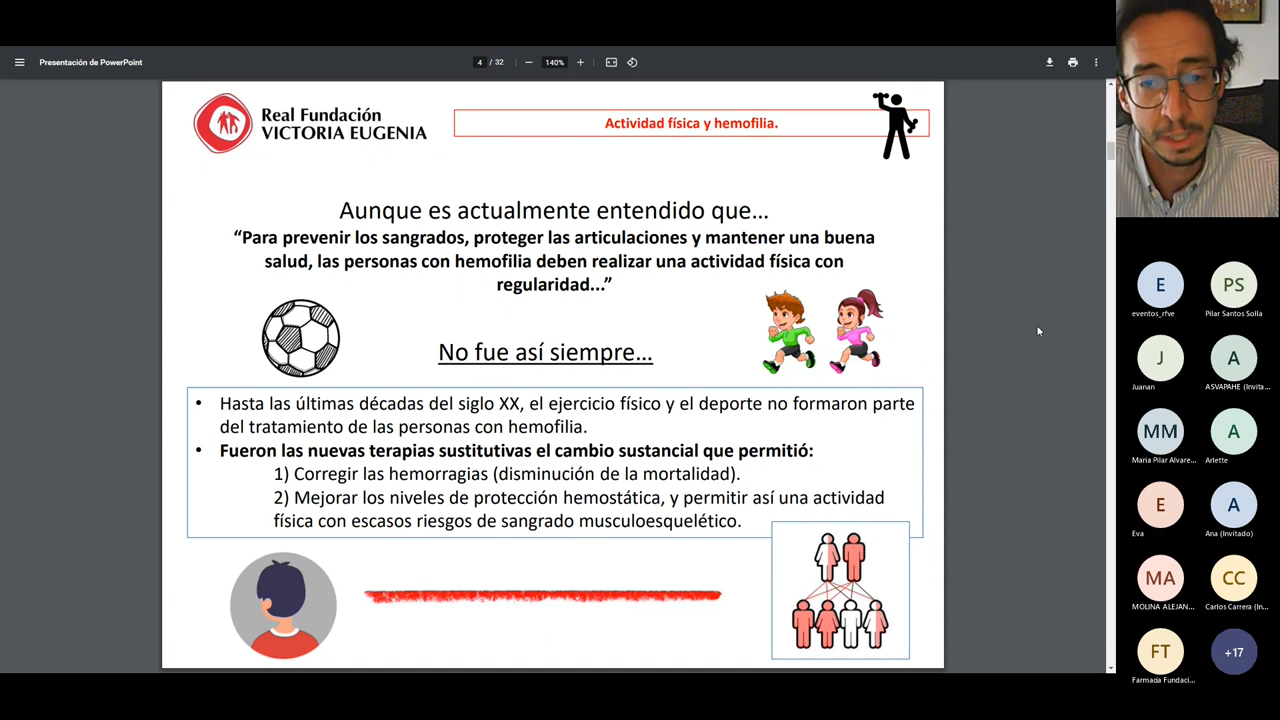 Presentación de PowerPoint
4 / 32
140%
Real Fundación
VICTORIA EUGENIA
Actividad física y hemofilia.
Aunque es actualmente entendido que...
“Para prevenir los sangrados, proteger las articulaciones y mantener una buena
salud, las personas con hemofilia deben realizar una actividad física con
regularidad...”
No fue así siempre...
• Hasta las últimas décadas del siglo XX, el ejercicio físico y el deporte no formaron parte
del tratamiento de las personas con hemofilia.
• Fueron las nuevas terapias sustitutivas el cambio sustancial que permitió:
1) Corregir las hemorragias (disminución de la mortalidad).
2) Mejorar los niveles de protección hemostática, y permitir así una actividad
física con escasos riesgos de sangrado musculoesquelético.
E
PS
eventos_rfve
Pilar Santos Solla
J
A
Juanan
ASVAPAHE (Invita...
MM
A
Maria Pilar Alvare...
Arlette
E
A
Eva
Ana (Invitado)
MA
CC
MOLINA ALEJAN...
Carlos Carrera (In...
FT
+17
Farmada Fundaci...